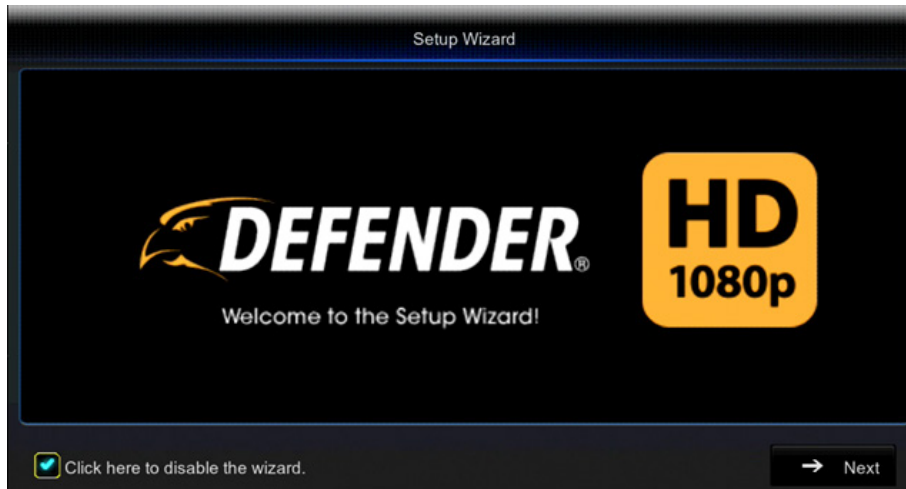 Setup Wizard
DEFENDER®
HD
1080p
Welcome to the Setup Wizard!
Click here to disable the wizard.
Next